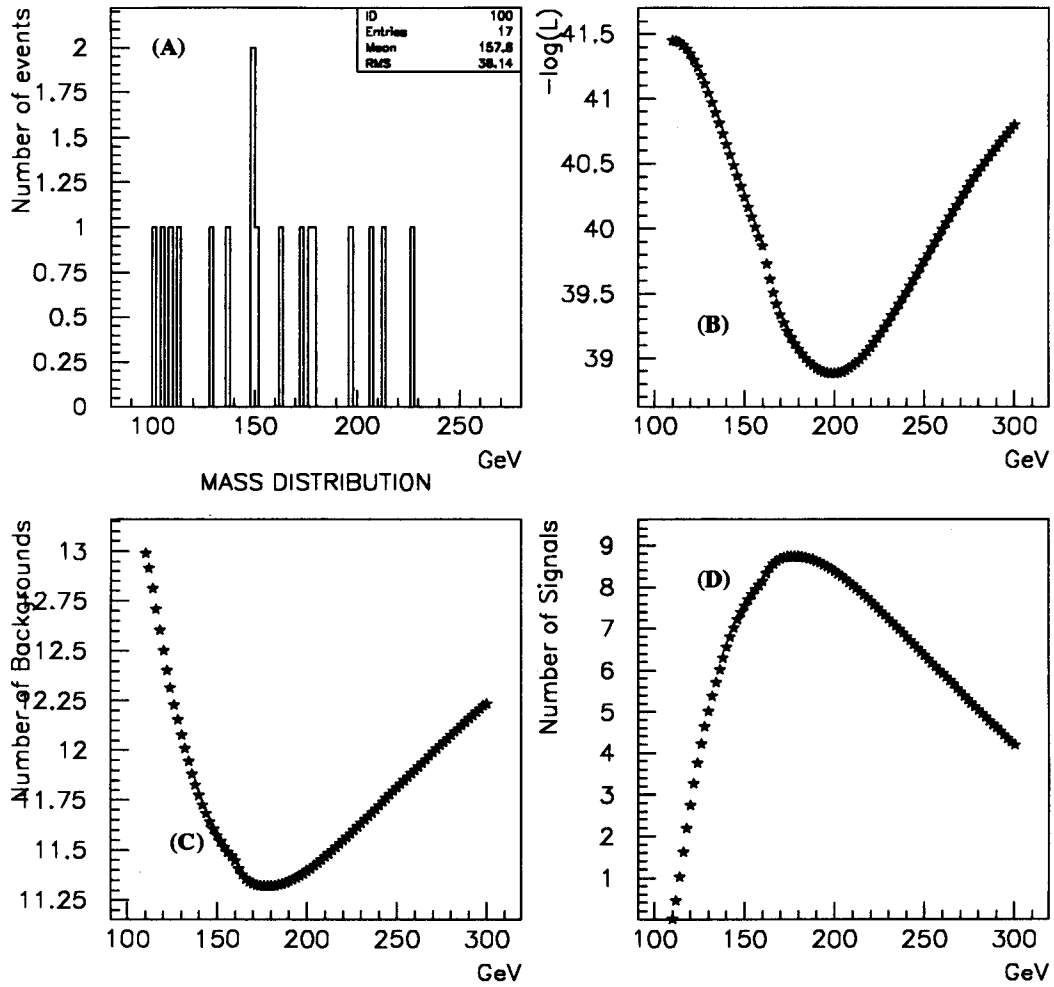 (A)
ID 100
Entries 17
Mean 157.8
RMS 38.14
Number of events
2
1.75
1.5
1.25
1
0.75
0.5
0.25
0
100 150 200 250
GeV
MASS DISTRIBUTION
-log(L)
41.5
41
40.5
40
39.5
39
(B)
100 150 200 250 300
GeV
Number of Backgrounds
13
12.75
12.5
12.25
12
11.75
11.5
11.25
(C)
100 150 200 250 300
GeV
Number of Signals
9
8
7
6
5
4
3
2
1
(D)
100 150 200 250 300
GeV